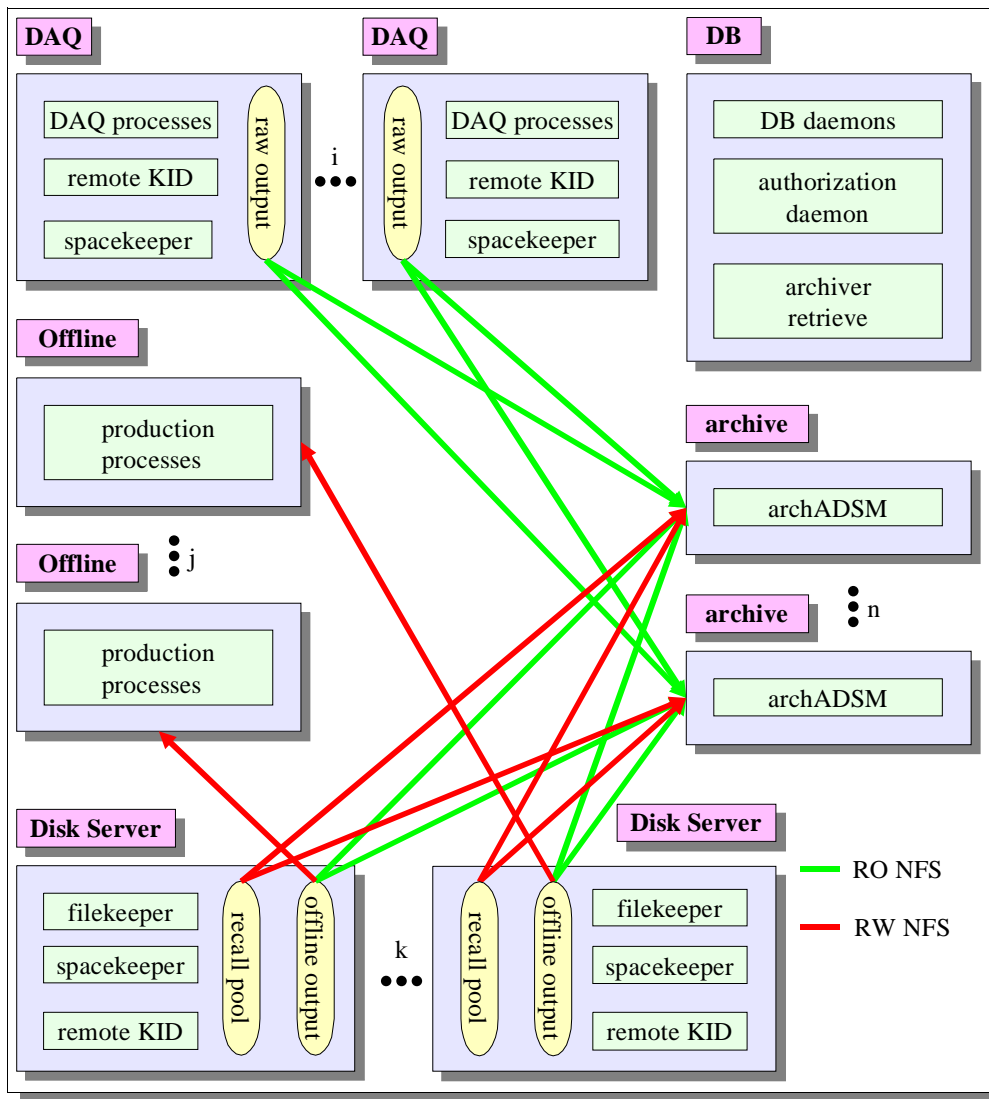 DAQ
DAQ processes
remote KID
spacekeeper
raw output
i
DAQ
raw output
DAQ processes
remote KID
spacekeeper
DB
DB daemons
authorization
daemon
archiver
retrieve
Offline
production
processes
j
Offline
production
processes
archive
archADSM
n
archive
archADSM
Disk Server
filekeeper
spacekeeper
remote KID
recall pool
offline output
k
Disk Server
recall pool
offline output
filekeeper
spacekeeper
remote KID
RO NFS
RW NFS